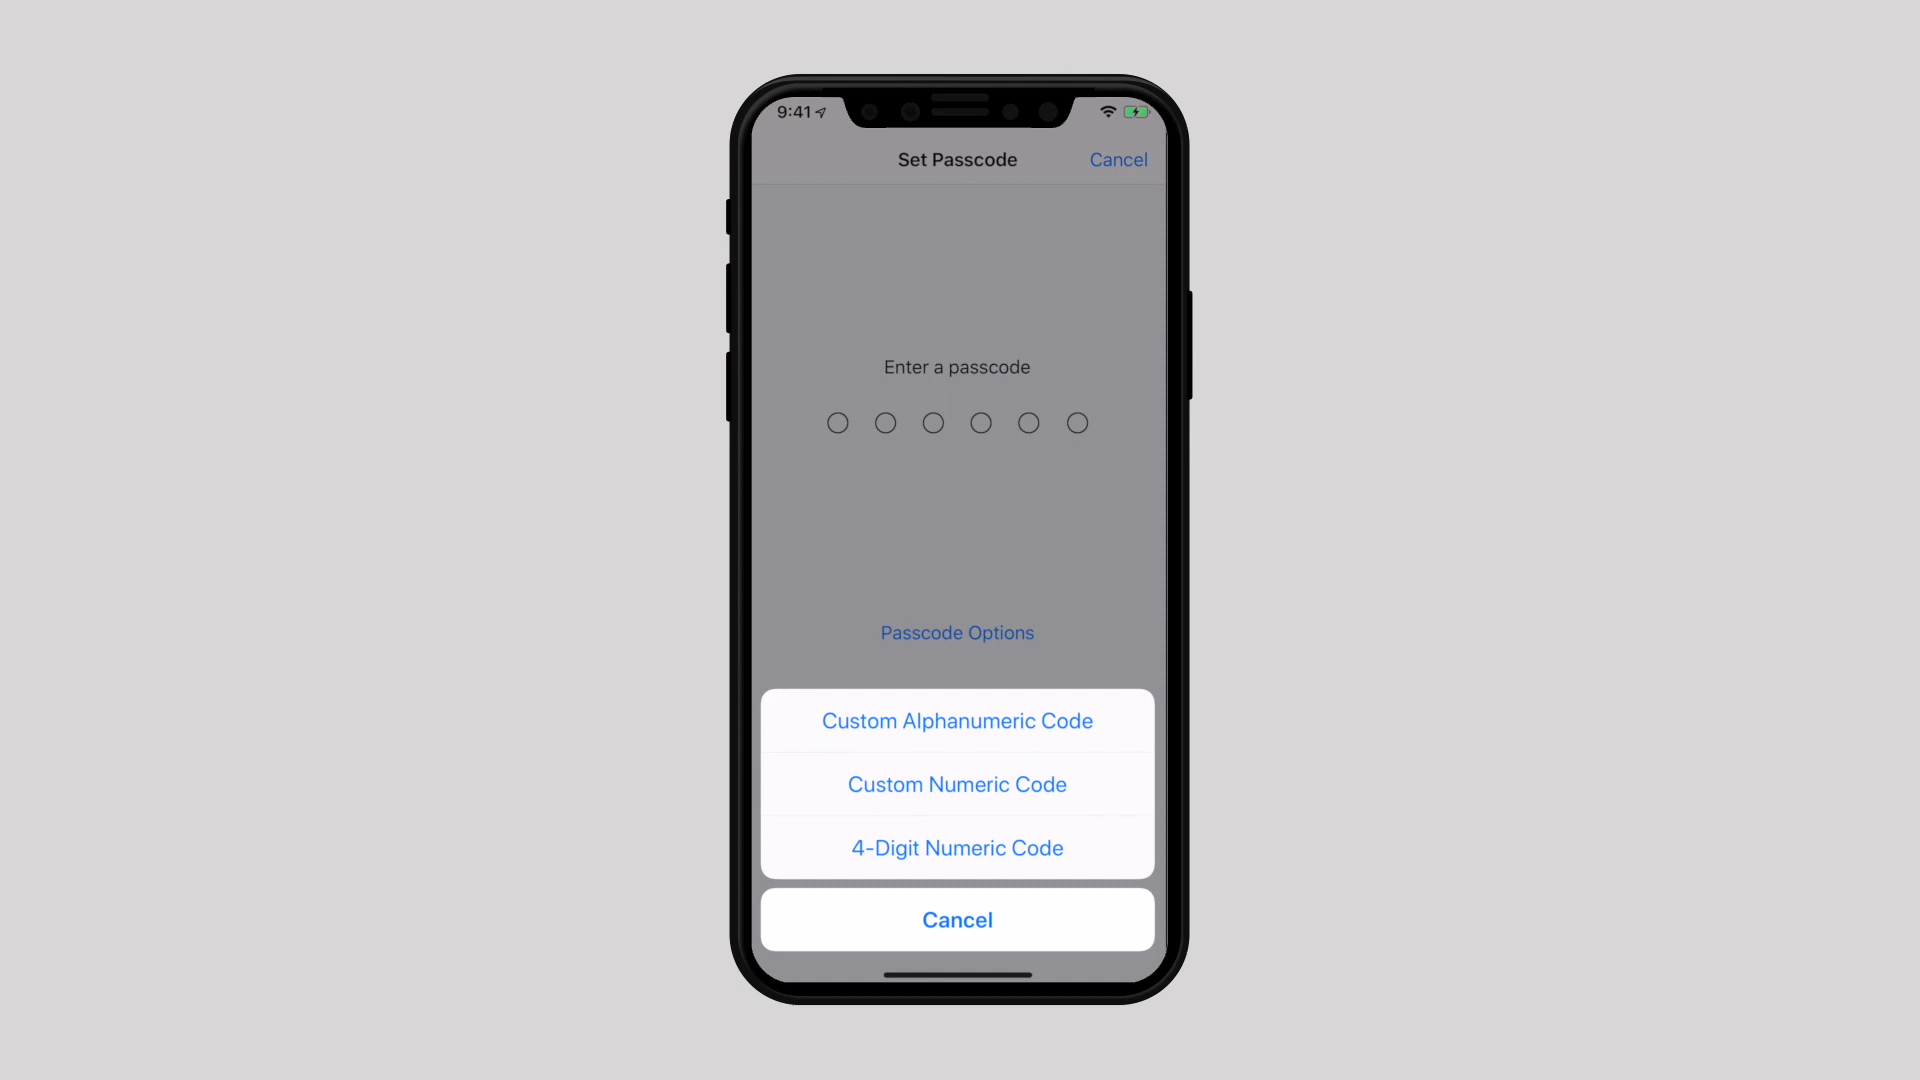 9:41
Set Passcode
Cancel
Enter a passcode
Passcode Options
Custom Alphanumeric Code
Custom Numeric Code
4-Digit Numeric Code
Cancel